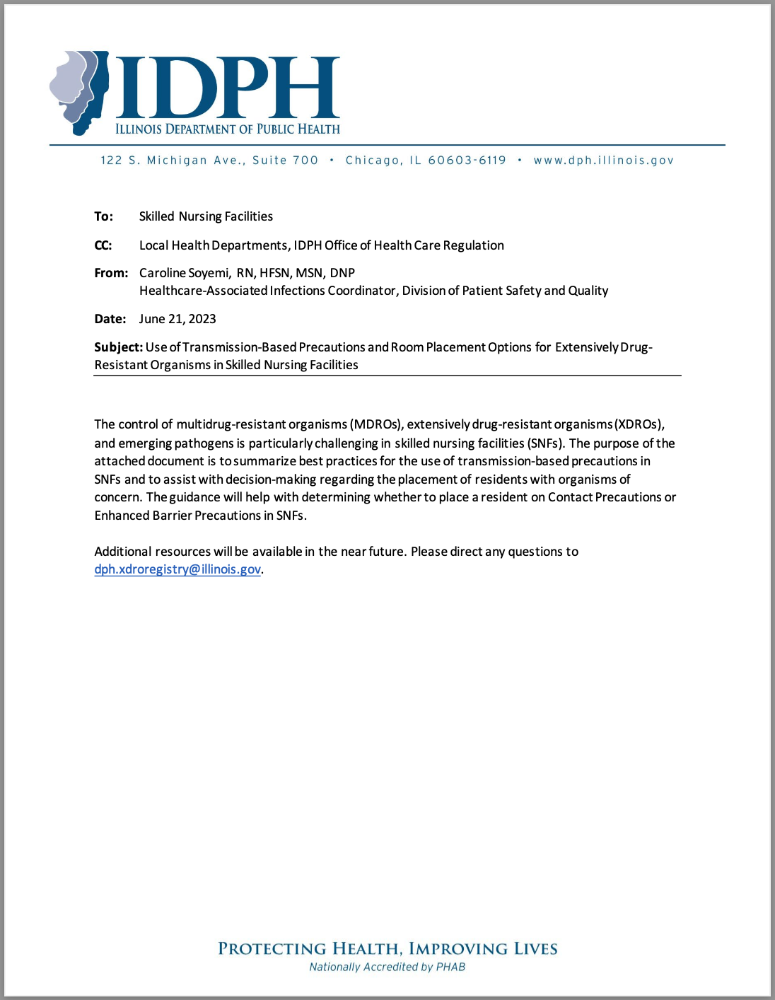 IDPH
ILLINOIS DEPARTMENT OF PUBLIC HEALTH
122 S. Michigan Ave., Suite 700 • Chicago, IL 60603-6119 • www.dph.illinois.gov
To: Skilled Nursing Facilities
CC: Local Health Departments, IDPH Office of Health Care Regulation
From: Caroline Soyemi, RN, HFSN, MSN, DNP
Healthcare-Associated Infections Coordinator, Division of Patient Safety and Quality
Date: June 21, 2023
Subject: Use of Transmission-Based Precautions and Room Placement Options for Extensively Drug-
Resistant Organisms in Skilled Nursing Facilities
The control of multidrug-resistant organisms (MDROs), extensively drug-resistant organisms (XDROs),
and emerging pathogens is particularly challenging in skilled nursing facilities (SNFs). The purpose of the
attached document is to summarize best practices for the use of transmission-based precautions in
SNFs and to assist with decision-making regarding the placement of residents with organisms of
concern. The guidance will help with determining whether to place a resident on Contact Precautions or
Enhanced Barrier Precautions in SNFs.
Additional resources will be available in the near future. Please direct any questions to
dph.xdroregistry@illinois.gov.
PROTECTING HEALTH, IMPROVING LIVES
Nationally Accredited by PHAB